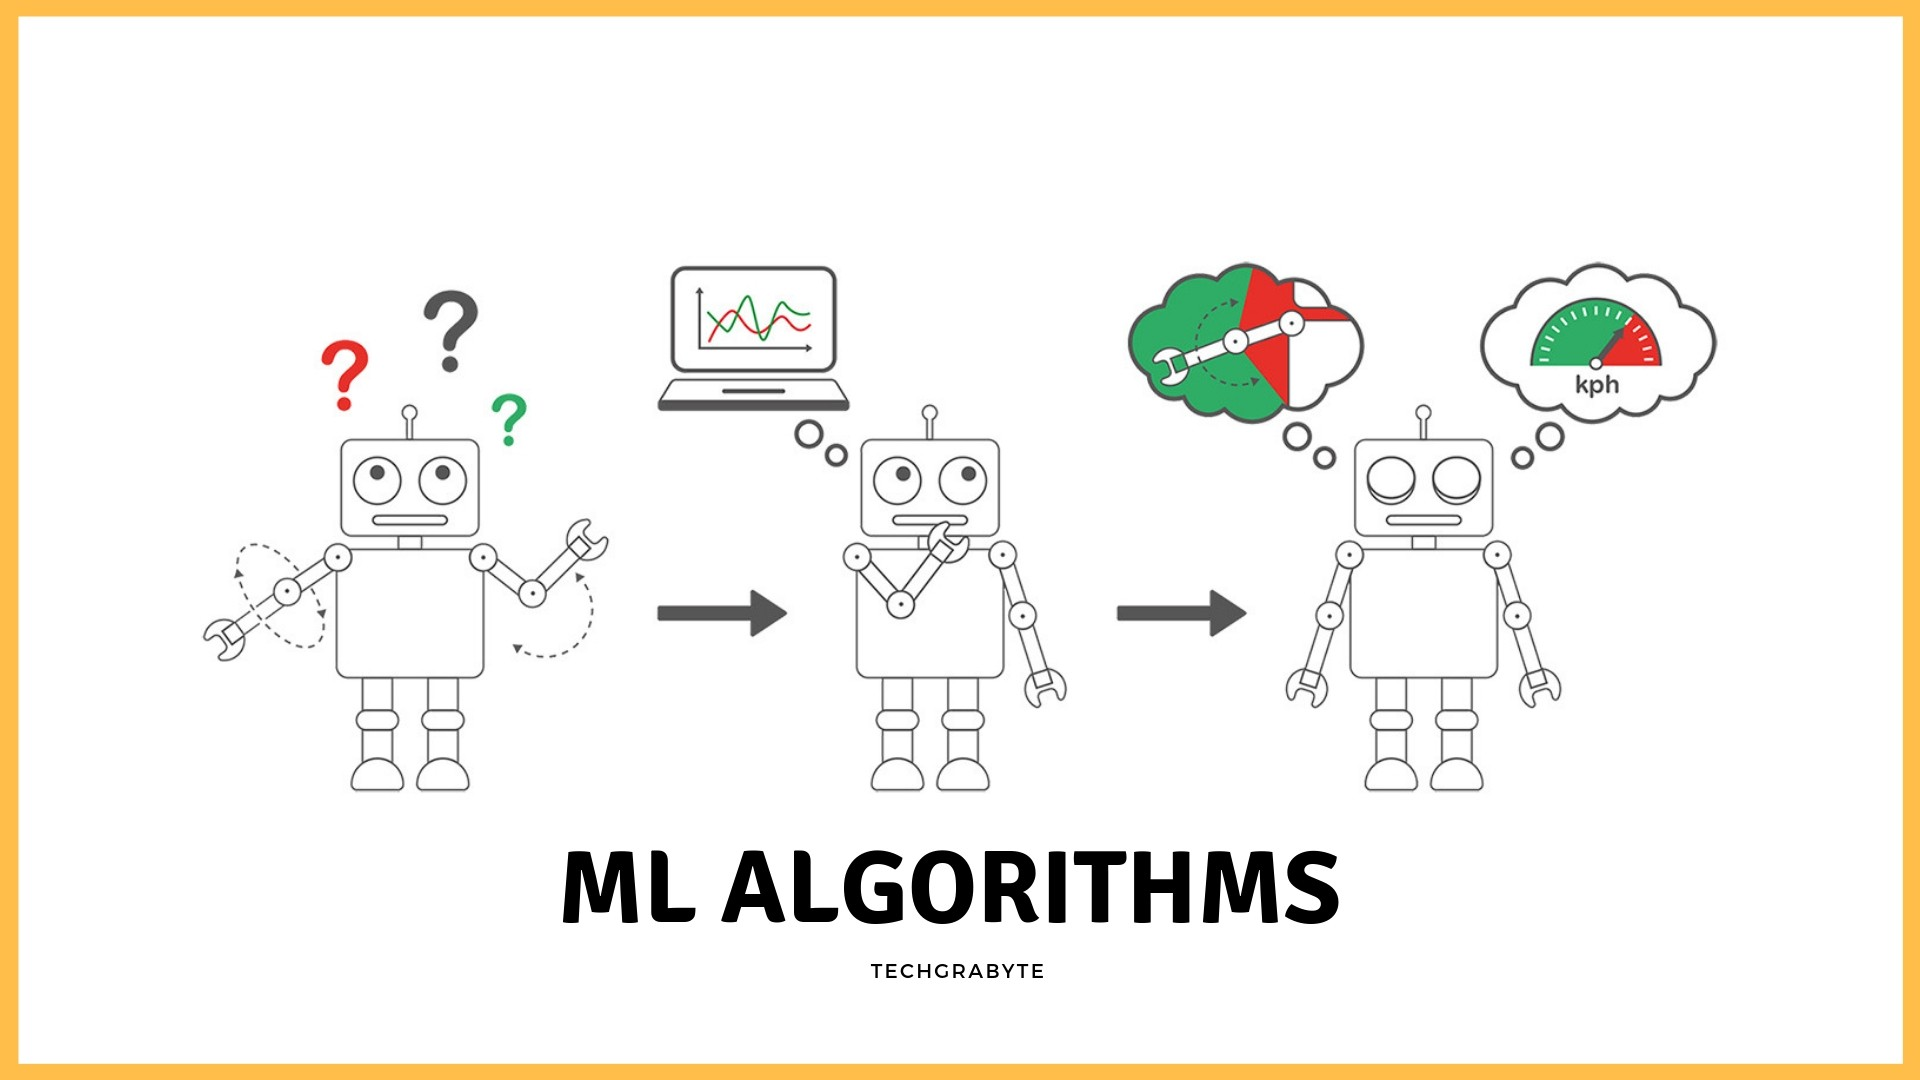 ? ? ?
kph
ML ALGORITHMS
TECHGRABYTE